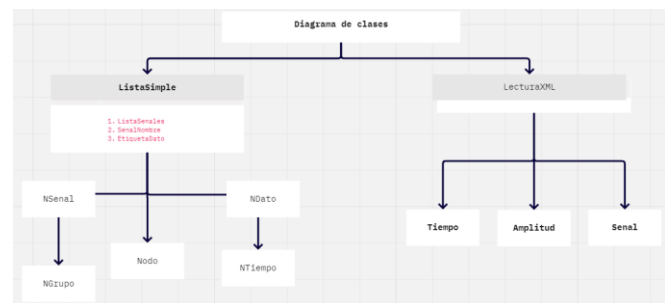 Diagrama de clases
ListaSimple
LecturaXML
1. ListaSenales
2. SenalNombre
3. EtiquetaDato
NSenal
NDato
Tiempo
Amplitud
Senal
Nodo
NGrupo
NTiempo